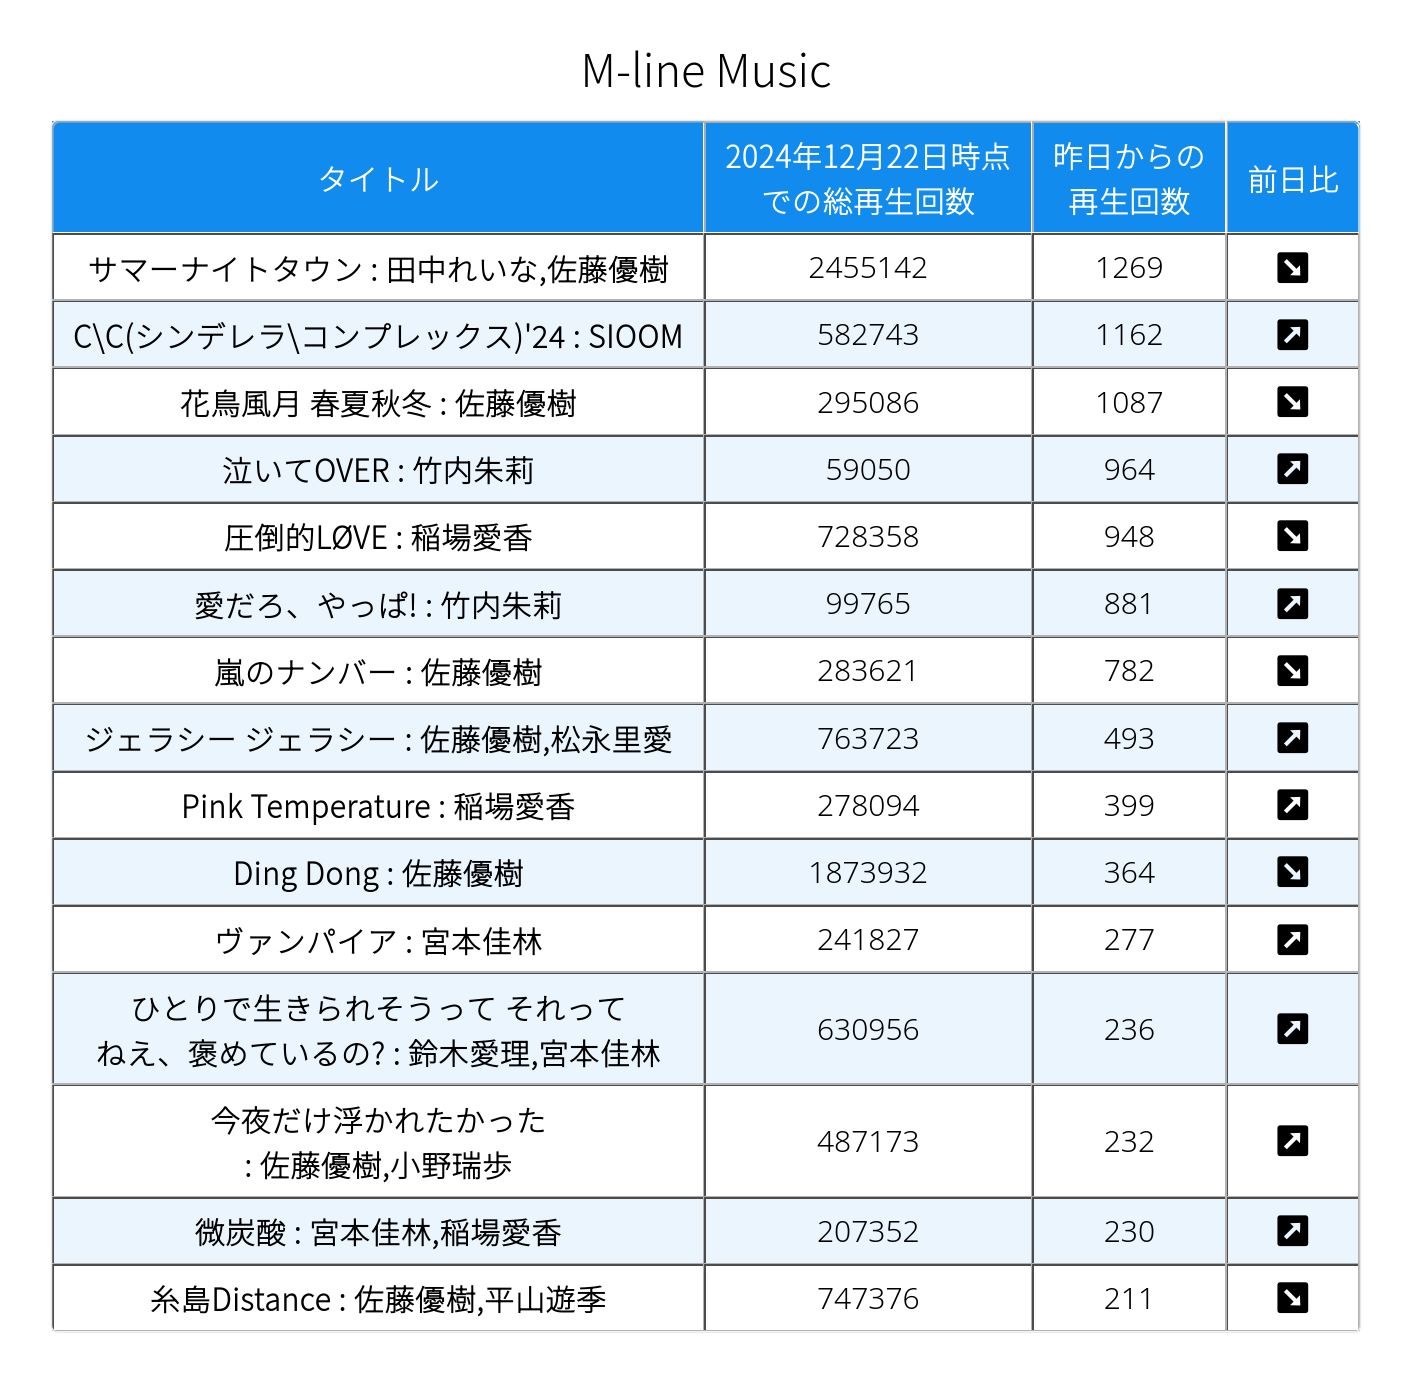 M-line Music
タイトル
2024年12月22日時点
での総再生回数
昨日からの
再生回数
前日比
サマーナイトタウン : 田中れいな,佐藤優樹 2455142 1269 ↘
C\C(シンデレラ\コンプレックス)'24 : SIOOM 582743 1162 ↗
花鳥風月 春夏秋冬 : 佐藤優樹 295086 1087 ↘
泣いてOVER : 竹内朱莉 59050 964 ↗
圧倒的LØVE : 稲場愛香 728358 948 ↘
愛だろ、やっぱ! : 竹内朱莉 99765 881 ↗
嵐のナンバー : 佐藤優樹 283621 782 ↘
ジェラシー ジェラシー : 佐藤優樹,松永里愛 763723 493 ↗
Pink Temperature : 稲場愛香 278094 399 ↗
Ding Dong : 佐藤優樹 1873932 364 ↘
ヴァンパイア : 宮本佳林 241827 277 ↗
ひとりで生きられそうって それって
ねえ、褒めているの? : 鈴木愛理,宮本佳林 630956 236 ↗
今夜だけ浮かれたかった
: 佐藤優樹,小野瑞歩 487173 232 ↗
微炭酸 : 宮本佳林,稲場愛香 207352 230 ↗
糸島Distance : 佐藤優樹,平山遊季 747376 211 ↘